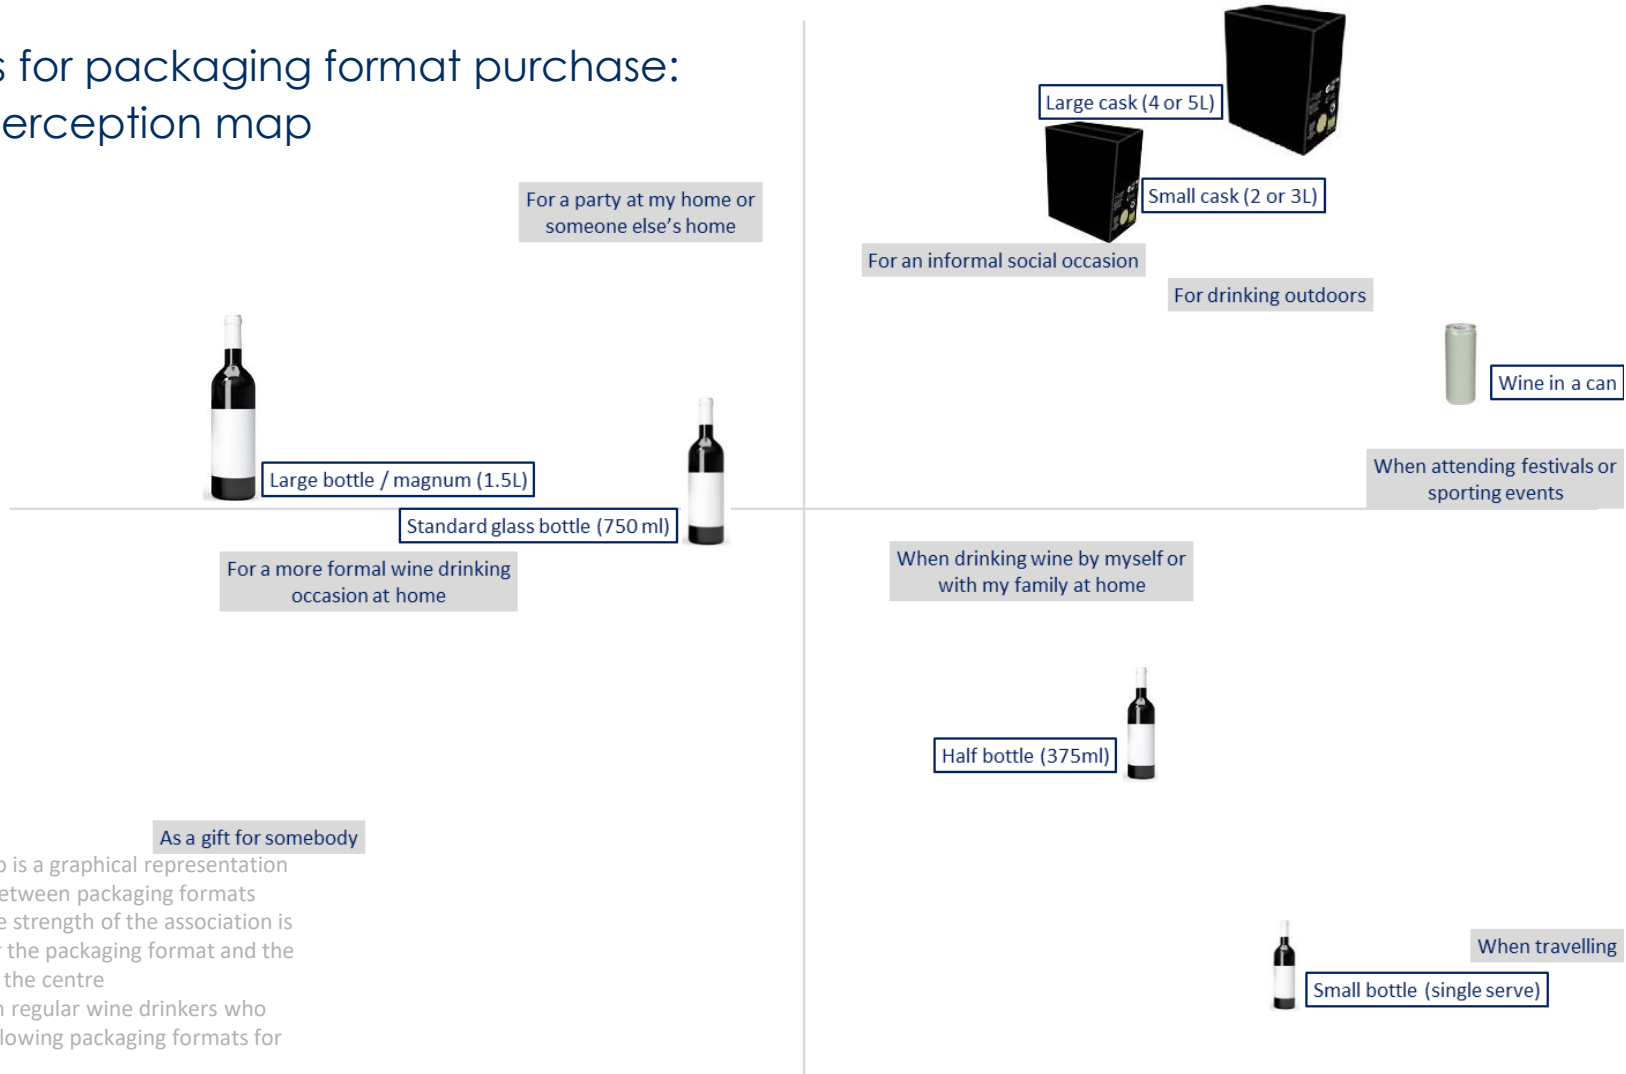 s for packaging format purchase:
erception map
Large cask (4 or 5L)
Small cask (2 or 3L)
For a party at my home or
someone else's home
For an informal social occasion
For drinking outdoors
Wine in a can
When attending festivals or
sporting events
Large bottle / magnum (1.5L)
Standard glass bottle (750 ml)
For a more formal wine drinking
occasion at home
When drinking wine by myself or
with my family at home
Half bottle (375ml)
As a gift for somebody
is a graphical representation
etween packaging formats
e strength of the association is
r the packaging format and the
the centre
n regular wine drinkers who
lowing packaging formats for
When travelling
Small bottle (single serve)